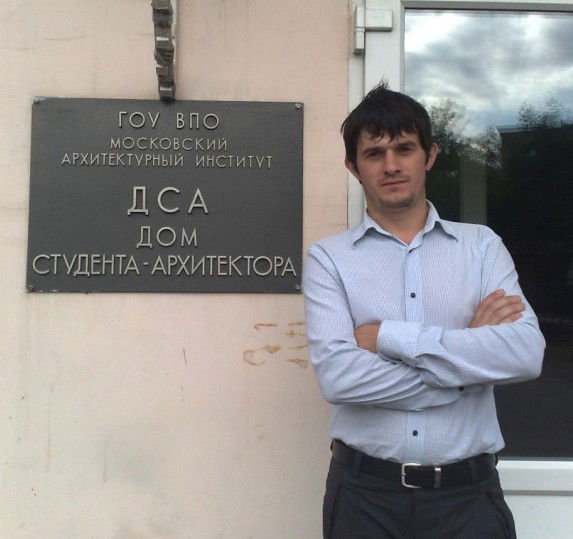 ГОУ ВПО
МОСКОВСКИЙ
АРХИТЕКТУРНЫЙ ИНСТИТУТ
ДСА
ДОМ
СТУДЕНТА-АРХИТЕКТОРА